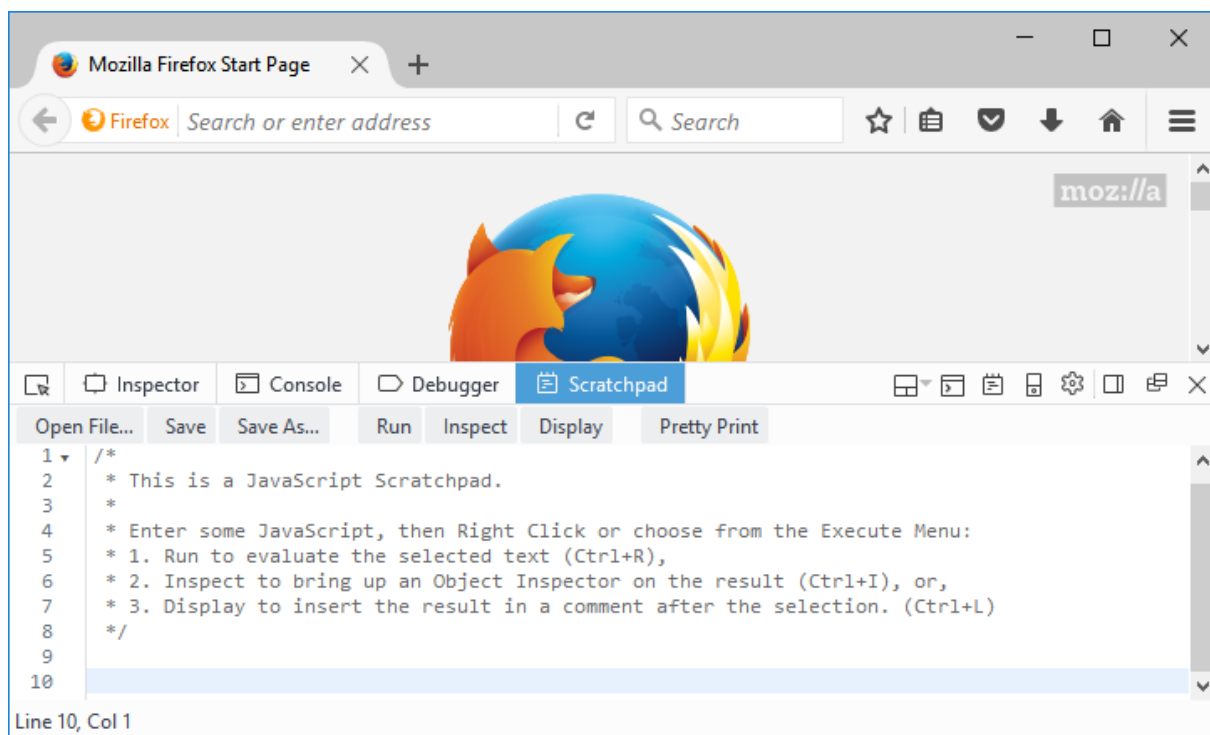 Mozilla Firefox Start Page
Firefox Search or enter address Search
moz://a
Inspector Console Debugger Scratchpad
Open File... Save Save As... Run Inspect Display Pretty Print
1 /*
2 * This is a JavaScript Scratchpad.
3 *
4 * Enter some JavaScript, then Right Click or choose from the Execute Menu:
5 * 1. Run to evaluate the selected text (Ctrl+R),
6 * 2. Inspect to bring up an Object Inspector on the result (Ctrl+I), or,
7 * 3. Display to insert the result in a comment after the selection. (Ctrl+L)
8 */
9
10
Line 10, Col 1